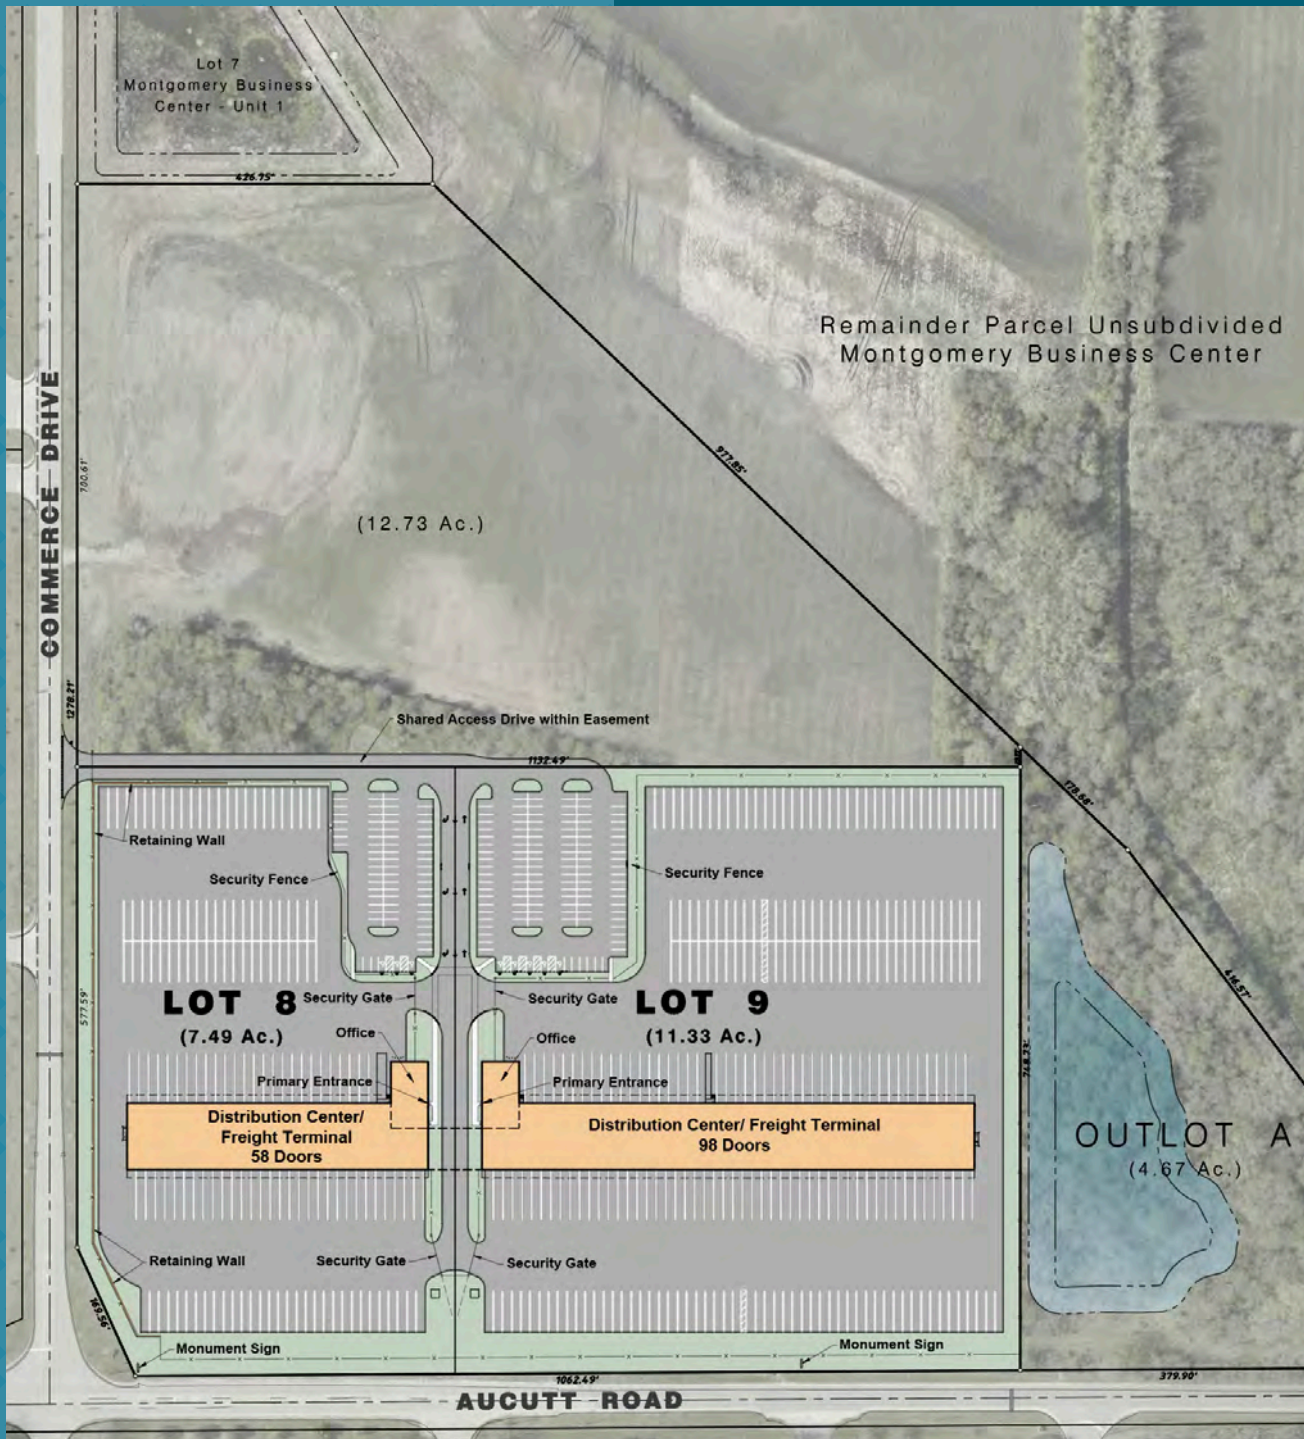 Lot 7
Montgomery Business
Center - Unit 1
426.75'
Remainder Parcel Unsubdivided
Montgomery Business Center
COMMERCE DRIVE
700.61'
977.85'
(12.73 Ac.)
1278.21'
Shared Access Drive within Easement
1132.49'
178.68'
Retaining Wall
Security Fence
Security Fence
416.57'
577.59'
LOT 8
(7.49 Ac.)
Security Gate
Security Gate
LOT 9
(11.33 Ac.)
Office
Office
Primary Entrance
Primary Entrance
Distribution Center/
Freight Terminal
58 Doors
Distribution Center/ Freight Terminal
98 Doors
OUTLOT A
(4.67 Ac.)
Retaining Wall
Security Gate
Security Gate
169.56'
Monument Sign
Monument Sign
1062.49'
379.90'
AUCUTT ROAD